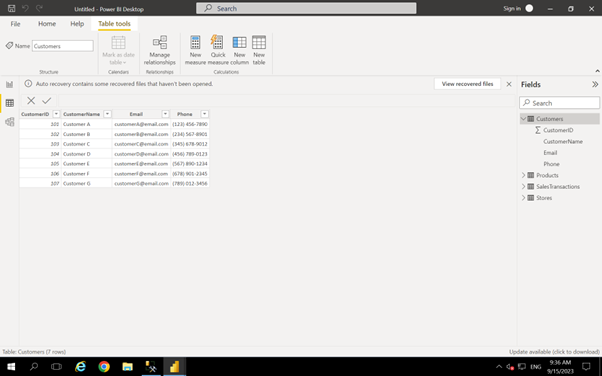 Untitled - Power BI Desktop
Search
Sign in
File
Home
Help
Table tools
Name
Customers
Mark as date table
Manage relationships
New measure
Quick measure
New column
New table
Structure
Calendars
Relationships
Calculations
Auto recovery contains some recovered files that haven't been opened.
View recovered files
CustomerID CustomerName Email Phone
101 Customer A customerA@email.com (123) 456-7890
102 Customer B customerB@email.com (234) 567-8901
103 Customer C customerC@email.com (345) 678-9012
104 Customer D customerD@email.com (456) 789-0123
105 Customer E customerE@email.com (567) 890-1234
106 Customer F customerF@email.com (678) 901-2345
107 Customer G customerG@email.com (789) 012-3456
Fields
Search
Customers
CustomerID
CustomerName
Email
Phone
Products
SalesTransactions
Stores
Table: Customers (7 rows)
Update available (click to download)
ENG
9:36 AM
9/15/2023